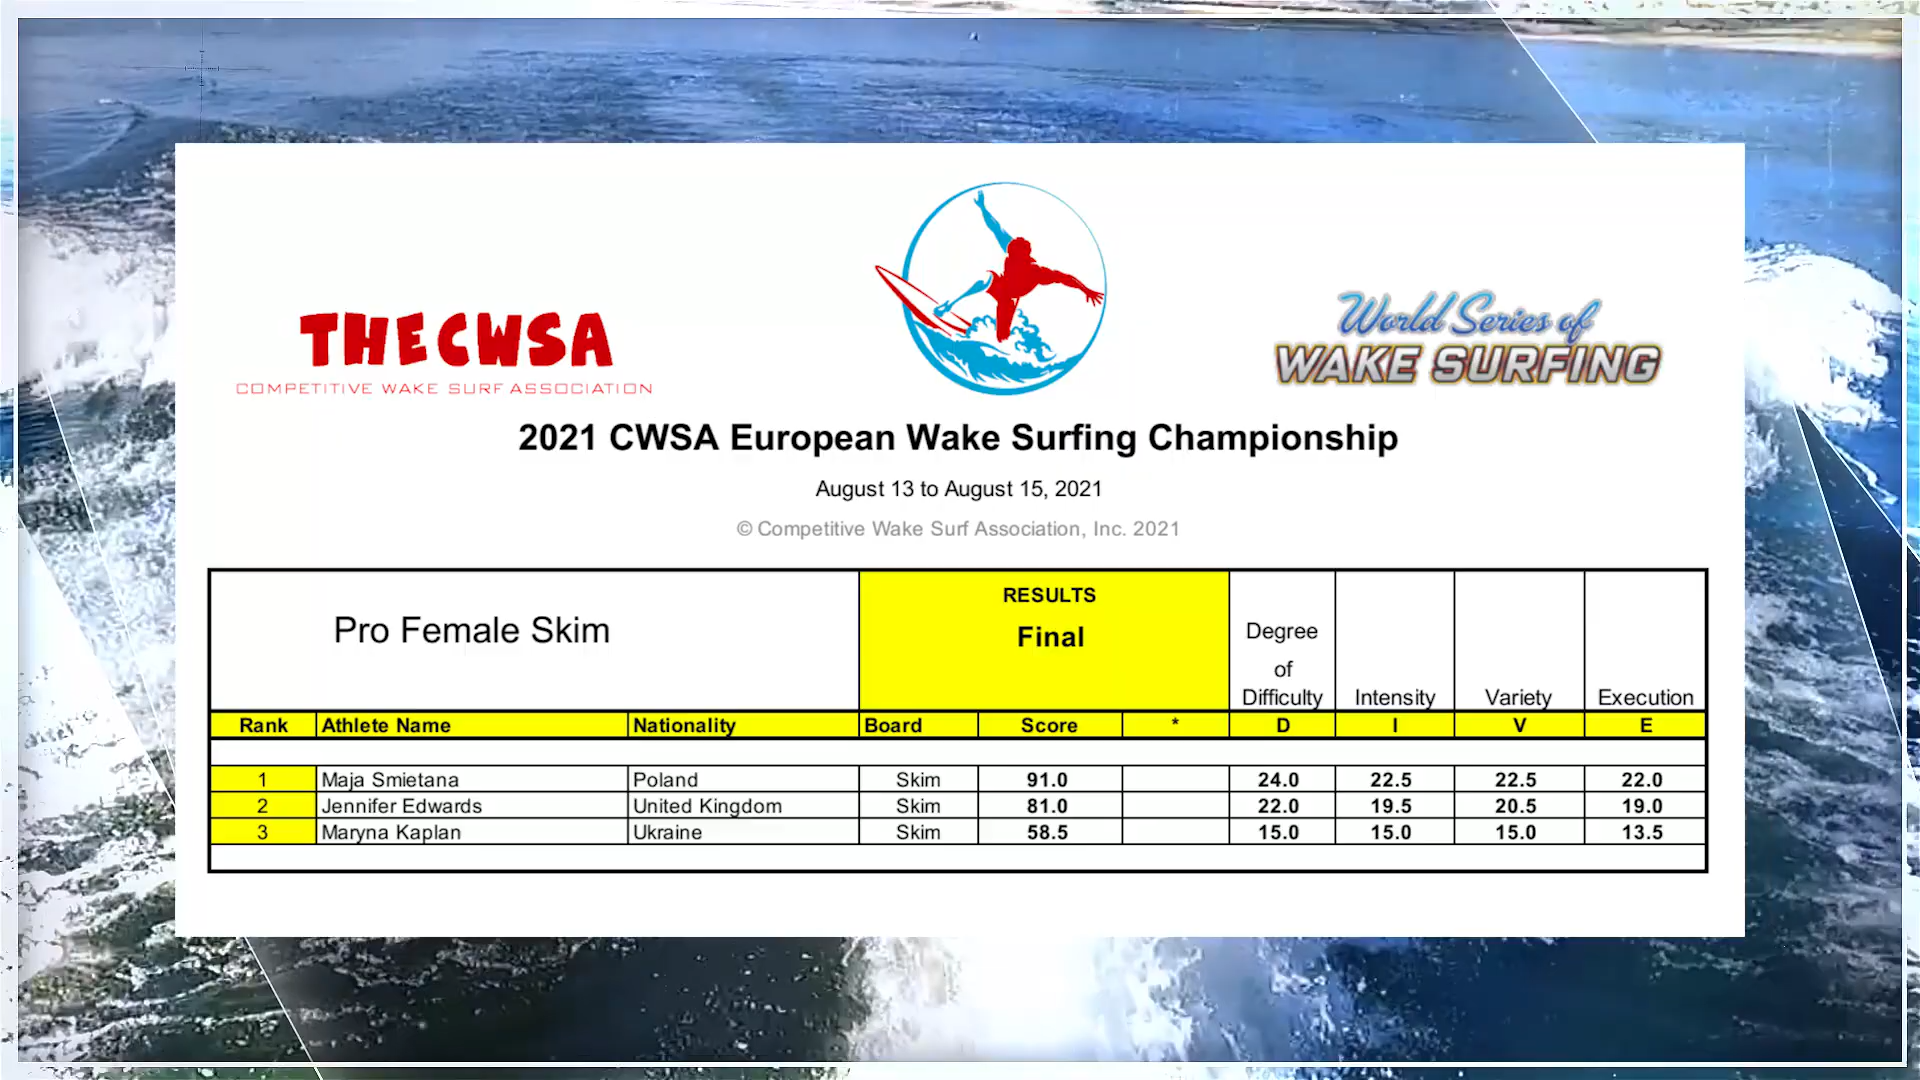 THECWSA
COMPETITIVE WAKE SURF ASSOCIATION
World Series of
WAKE SURFING
2021 CWSA European Wake Surfing Championship
August 13 to August 15, 2021
© Competitive Wake Surf Association, Inc. 2021
Pro Female Skim
RESULTS
Final
Degree
of
Difficulty Intensity Variety Execution
Rank Athlete Name Nationality Board Score * D I V E
1 Maja Smietana Poland Skim 91.0 24.0 22.5 22.5 22.0
2 Jennifer Edwards United Kingdom Skim 81.0 22.0 19.5 20.5 19.0
3 Maryna Kaplan Ukraine Skim 58.5 15.0 15.0 15.0 13.5